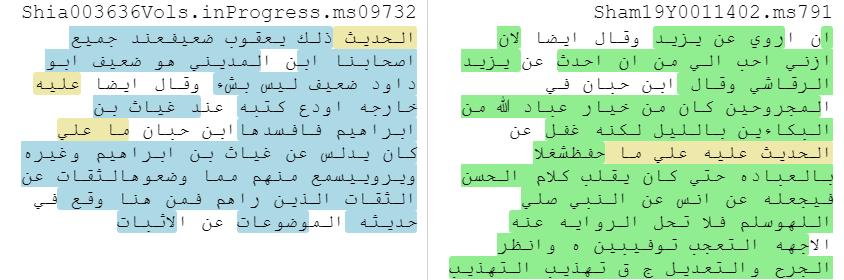 Shia003636Vols.inProgress.ms09732
الحديث ذلك يعقوب ضعيفعند جميع
اصحابنا ابن المديني هو ضعيف ابو
داود ضعيف ليس بشء وقال ايضا عليه
خارجه اودع كتبه عند غياث بن
ابراهيم فافسدها ابن حبان ما علي
كان يدلس عن غياث بن ابراهيم وغيره
ويروييسمع منهم مما وضعوهالثقات عن
الثقات الذين راهم فمن هنا وقع في
حديثه الموضوعات عن الاثبات
Sham19Y0011402.ms791
ان اروي عن يزيد وقال ايضا لان
ازني احب الي من ان احدث عن يزيد
الرقاشي وقال ابن حبان في
المجروحين كان من خيار عباد الله من
البكاءين بالليل لكنه غفل عن
الحديث عليه علي ما حفظشغلا
بالعباده حتي كان يقلب كلام الحسن
فيجعله عن انس عن النبي صلي
اللهوسلم فلا تحل الروايه عنه
الاجهه التعجب توفيبين ه وانظر
الجرح والتعديل ج ق تهذيب التهذيب